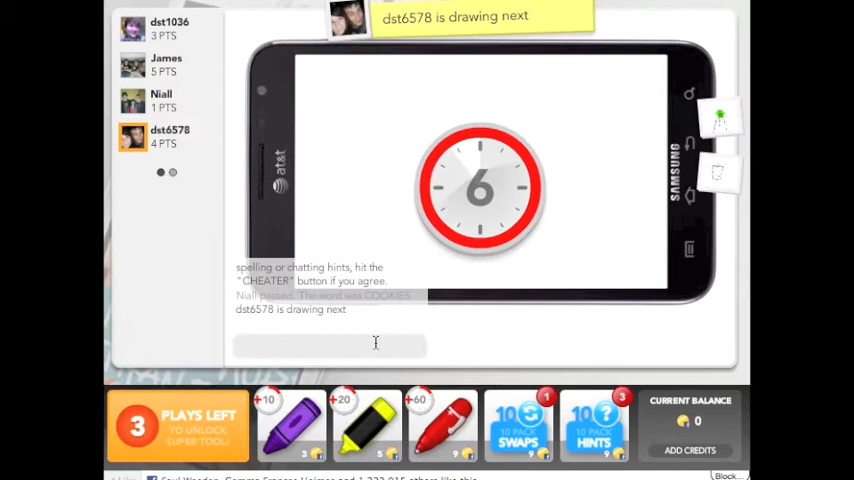 dst6578 is drawing next
dst1036
3 PTS
James
5 PTS
Niall
1 PTS
dst6578
4 PTS
at&t
6
SAMSUNG
spelling or chatting hints, hit the
"CHEATER" button if you agree.
Niall passed. The word was COOKIES
dst6578 is drawing next
3 PLAYS LEFT
TO UNLOCK
SUPER TOOL!
+10
3
+20
5
+60
9
1
10
10 PACK
SWAPS
9
3
10
10 PACK
HINTS
9
CURRENT BALANCE
0
ADD CREDITS
Block...